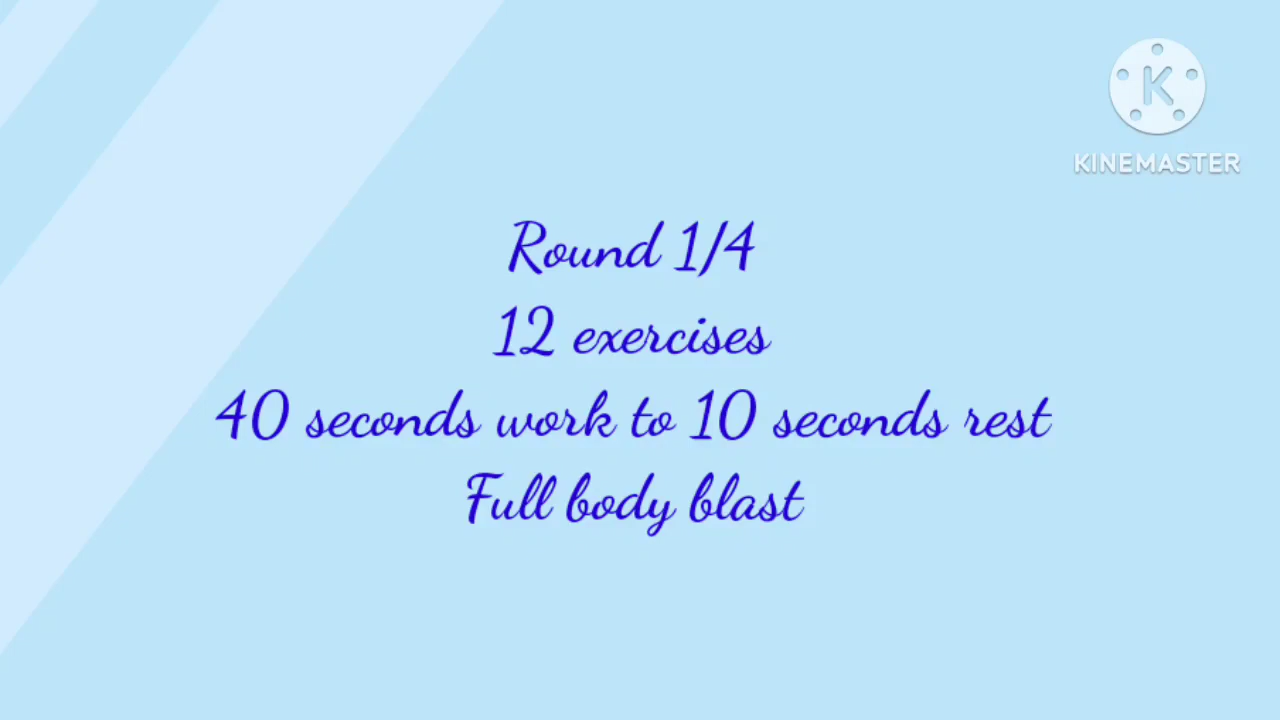 KINEMASTER
Round 1/4
12 exercises
40 seconds work to 10 seconds rest
Full body blast